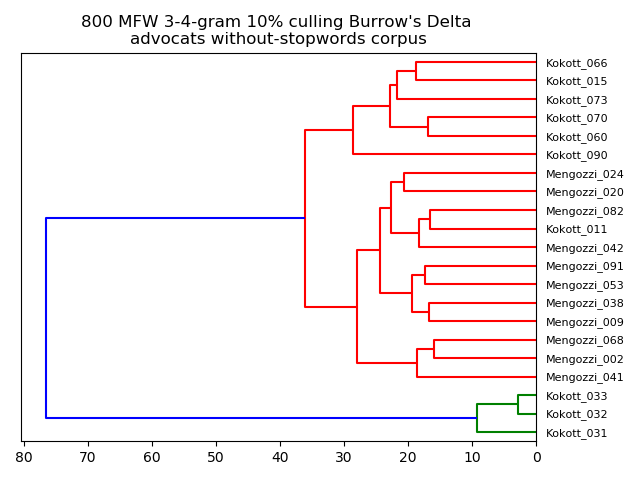 800 MFW 3-4-gram 10% culling Burrow's Delta
advocats without-stopwords corpus
Kokott_066
Kokott_015
Kokott_073
Kokott_070
Kokott_060
Kokott_090
Mengozzi_024
Mengozzi_020
Mengozzi_082
Kokott_011
Mengozzi_042
Mengozzi_091
Mengozzi_053
Mengozzi_038
Mengozzi_009
Mengozzi_068
Mengozzi_002
Mengozzi_041
Kokott_033
Kokott_032
Kokott_031
80 70 60 50 40 30 20 10 0